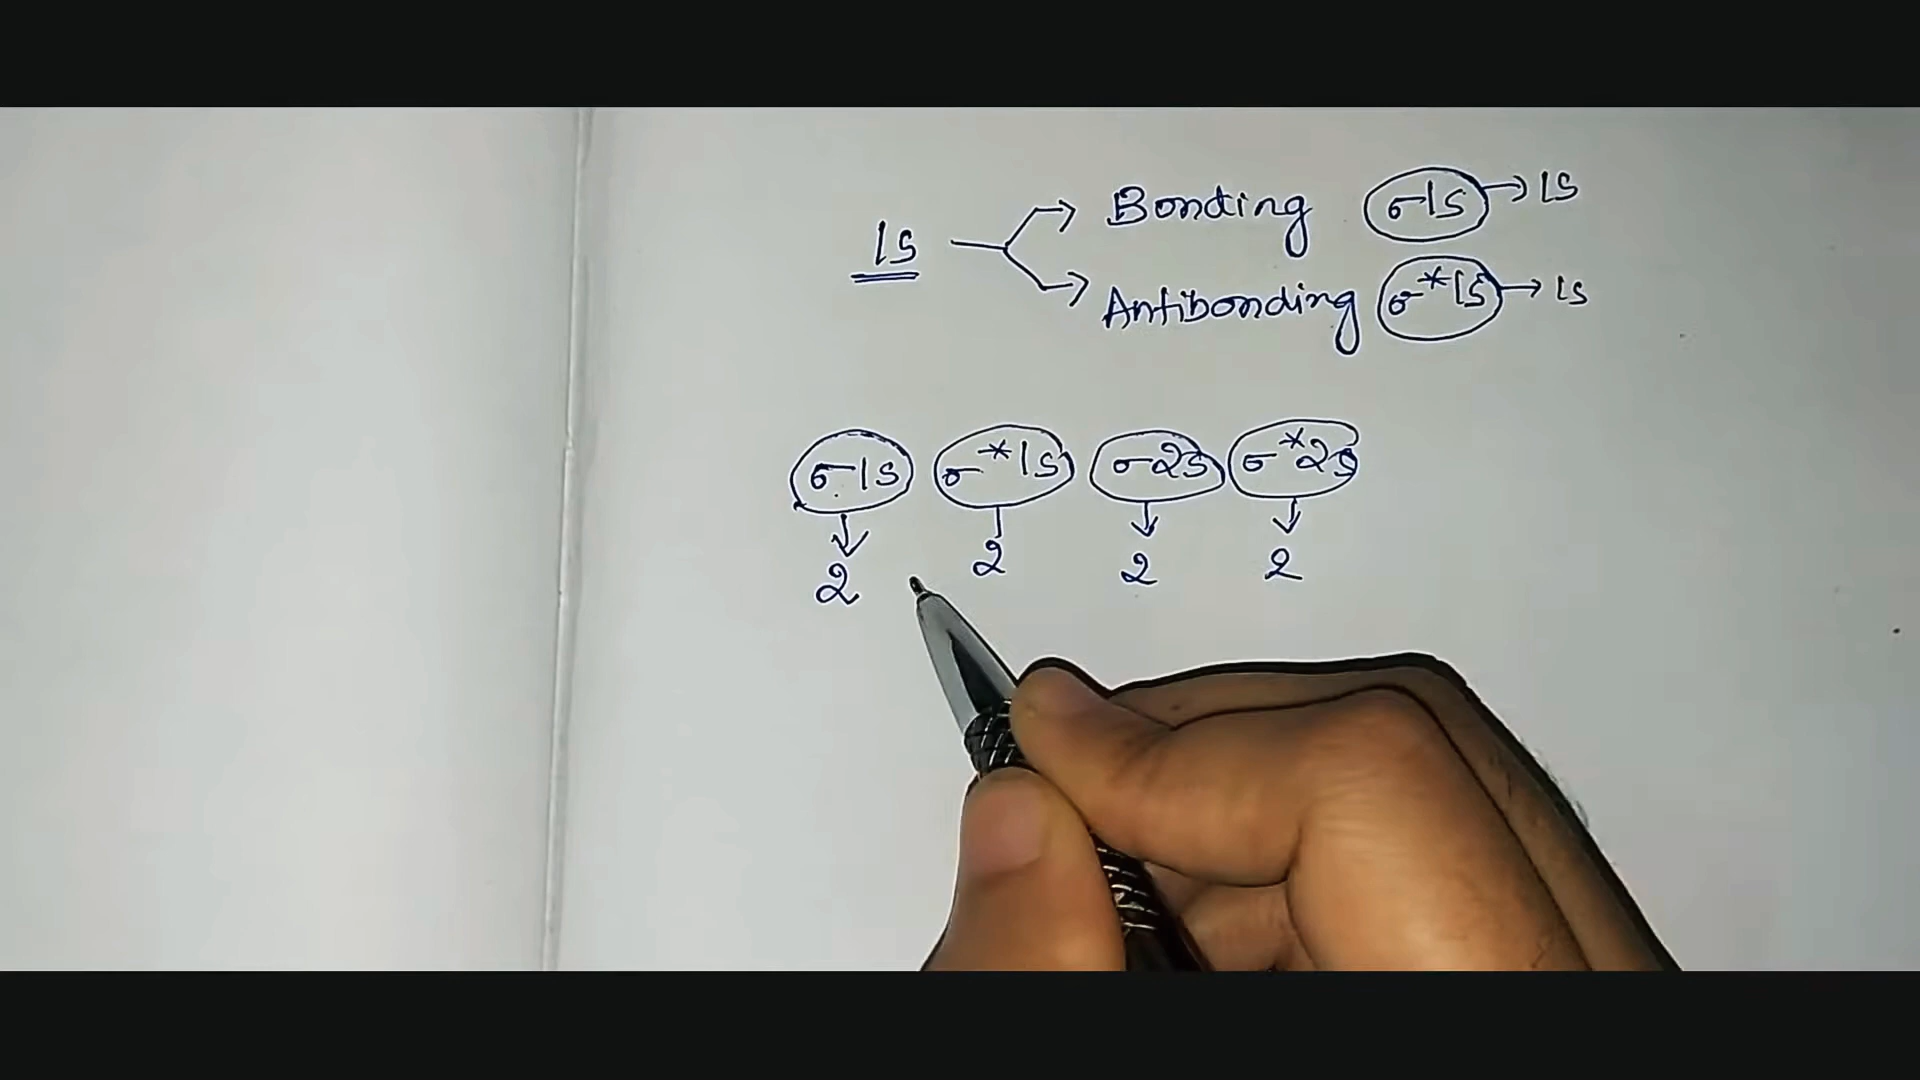 1S → Bonding σ1S → 1S
→ Antibonding σ*1S → 1S
σ1S σ*1S σ2S σ*2S
2 2 2 2